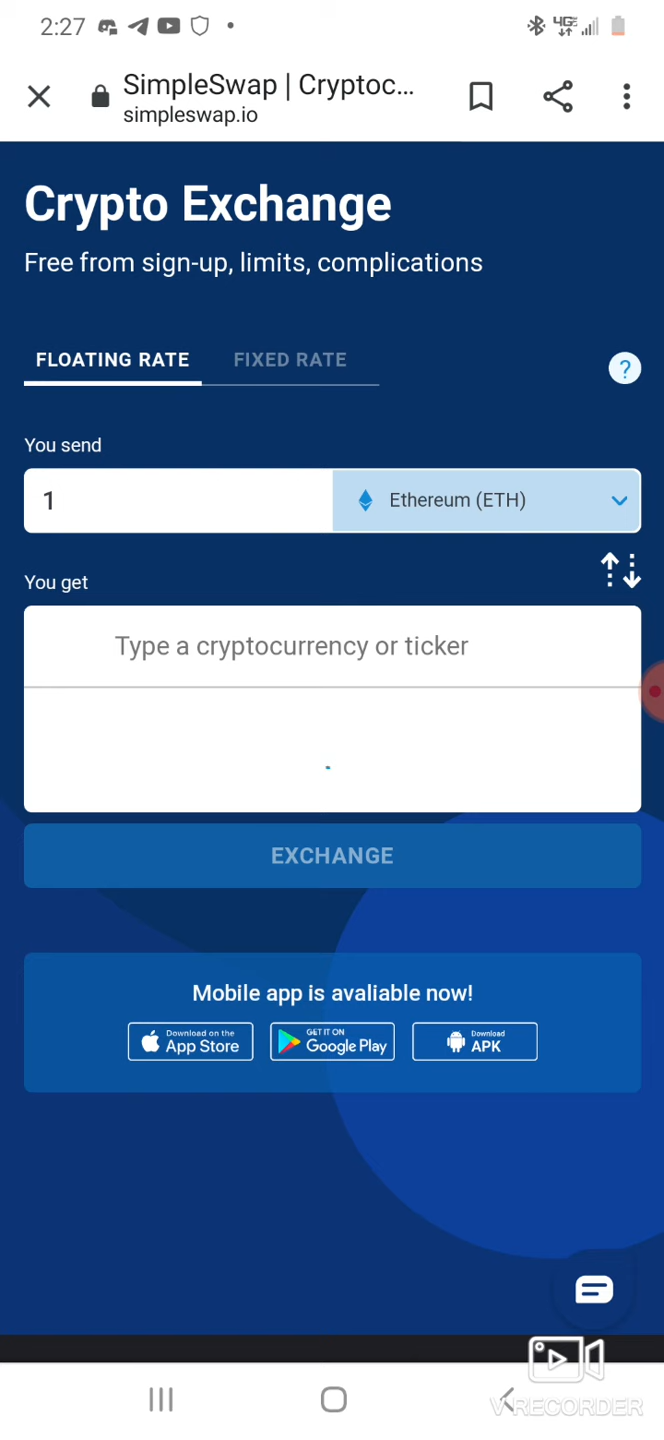 2:27
4GE
SimpleSwap | Cryptoc...
simpleswap.io
Crypto Exchange
Free from sign-up, limits, complications
FLOATING RATE
FIXED RATE
?
You send
1
Ethereum (ETH)
You get
Type a cryptocurrency or ticker
EXCHANGE
Mobile app is avaliable now!
Download on the
App Store
GET IT ON
Google Play
Download
APK
V RECORDER